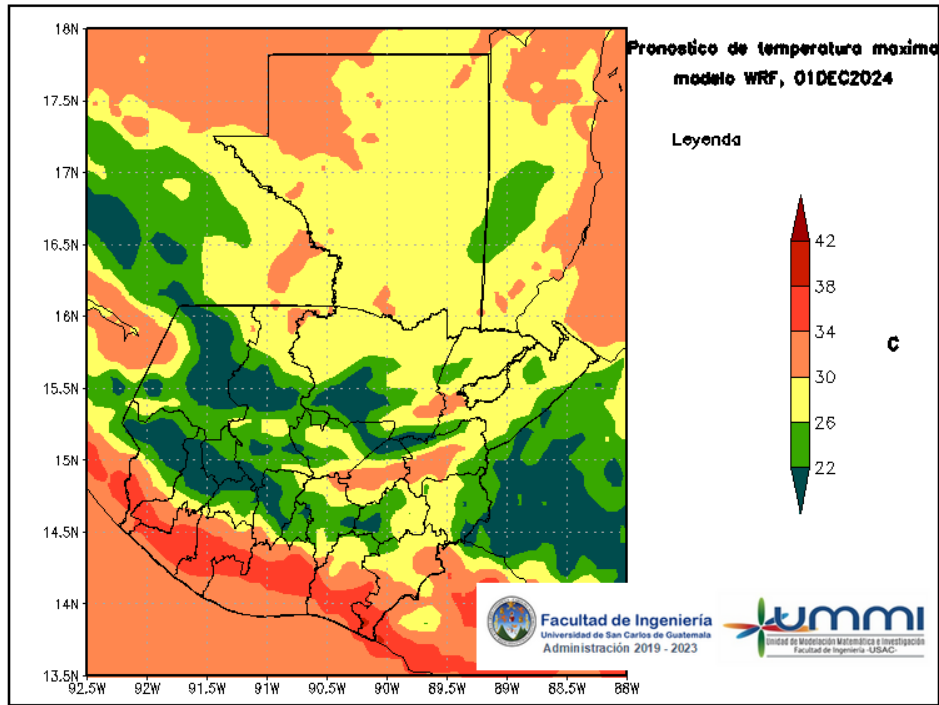 Pronostico de temperatura maxima
modelo WRF, 01DEC2024
Leyenda
18N
17.5N
17N
16.5N
16N
15.5N
15N
14.5N
14N
13.5N
92.5W
92W
91.5W
91W
90.5W
90W
89.5W
89W
88.5W
88W
42
38
34
30
26
22
C
Facultad de Ingeniería
Universidad de San Carlos de Guatemala
Administración 2019 - 2023
ummi
Unidad de Modelación Matemática e Investigación
Facultad de Ingeniería -USAC-